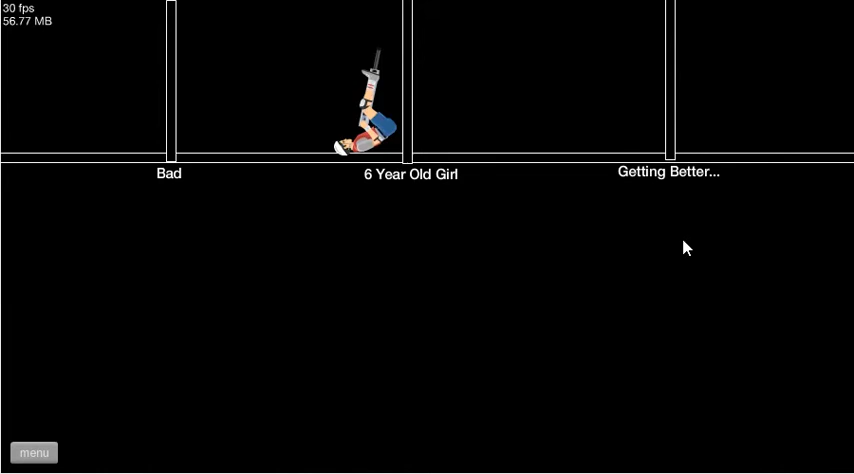 30 fps
56.77 MB
Bad
6 Year Old Girl
Getting Better...
menu